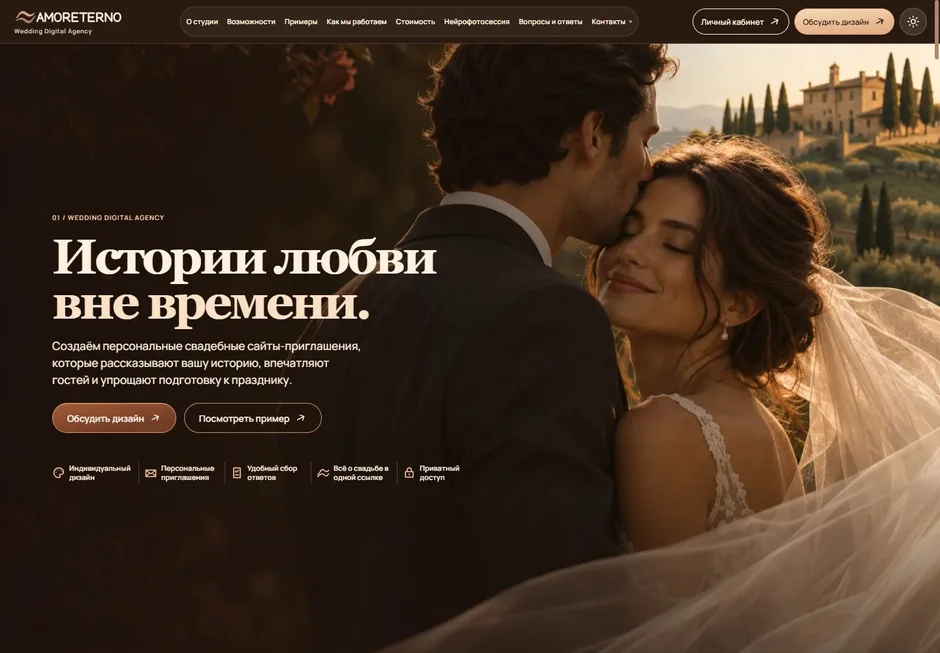 AMORETERNO
Wedding Digital Agency
О студии Возможности Примеры Как мы работаем Стоимость Нейрофотосессия Вопросы и ответы Контакты
Личный кабинет
Обсудить дизайн
01 / WEDDING DIGITAL AGENCY
Истории любви
вне времени.
Создаём персональные свадебные сайты-приглашения,
которые рассказывают вашу историю, впечатляют
гостей и упрощают подготовку к празднику.
Обсудить дизайн
Посмотреть пример
Индивидуальный
дизайн
Персональные
приглашения
Удобный сбор
ответов
Всё о свадьбе в
одной ссылке
Приватный
доступ